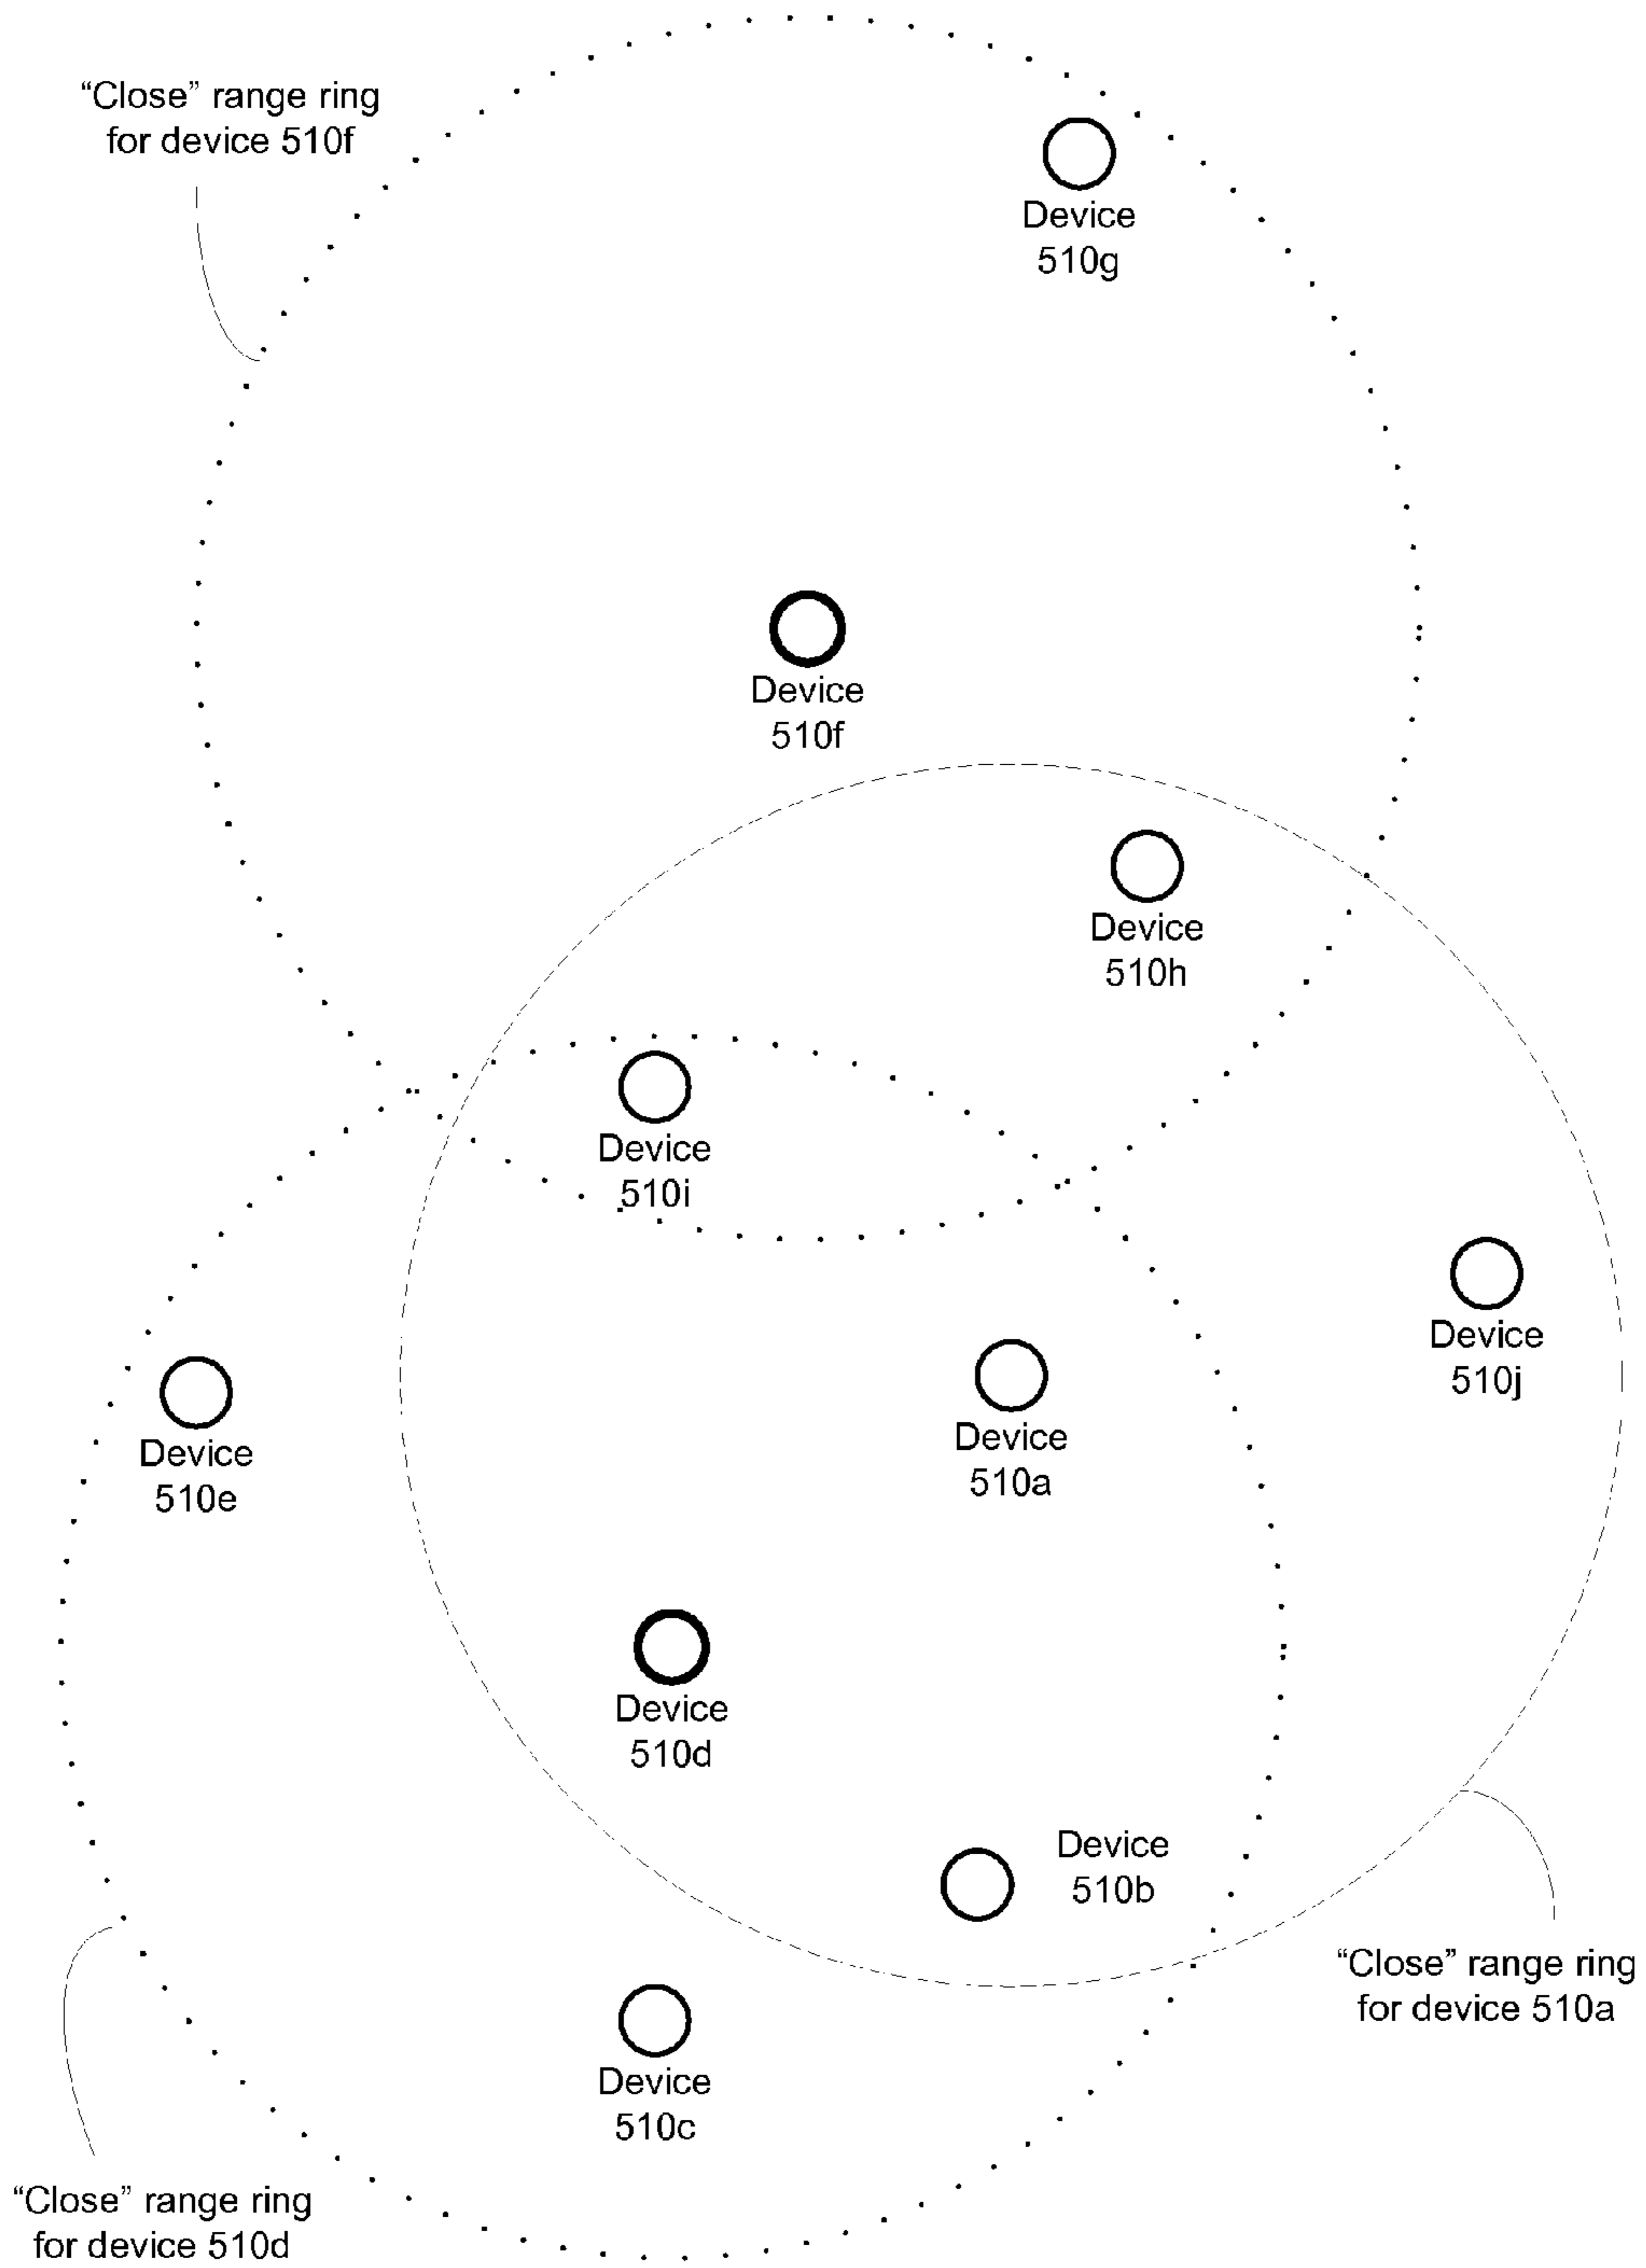 “Close” range ring
for device 510f
Device
510g
Device
510f
Device
510h
Device
510i
Device
510j
Device
510a
Device
510e
Device
510d
Device
510b
“Close” range ring
for device 510a
Device
510c
“Close” range ring
for device 510d